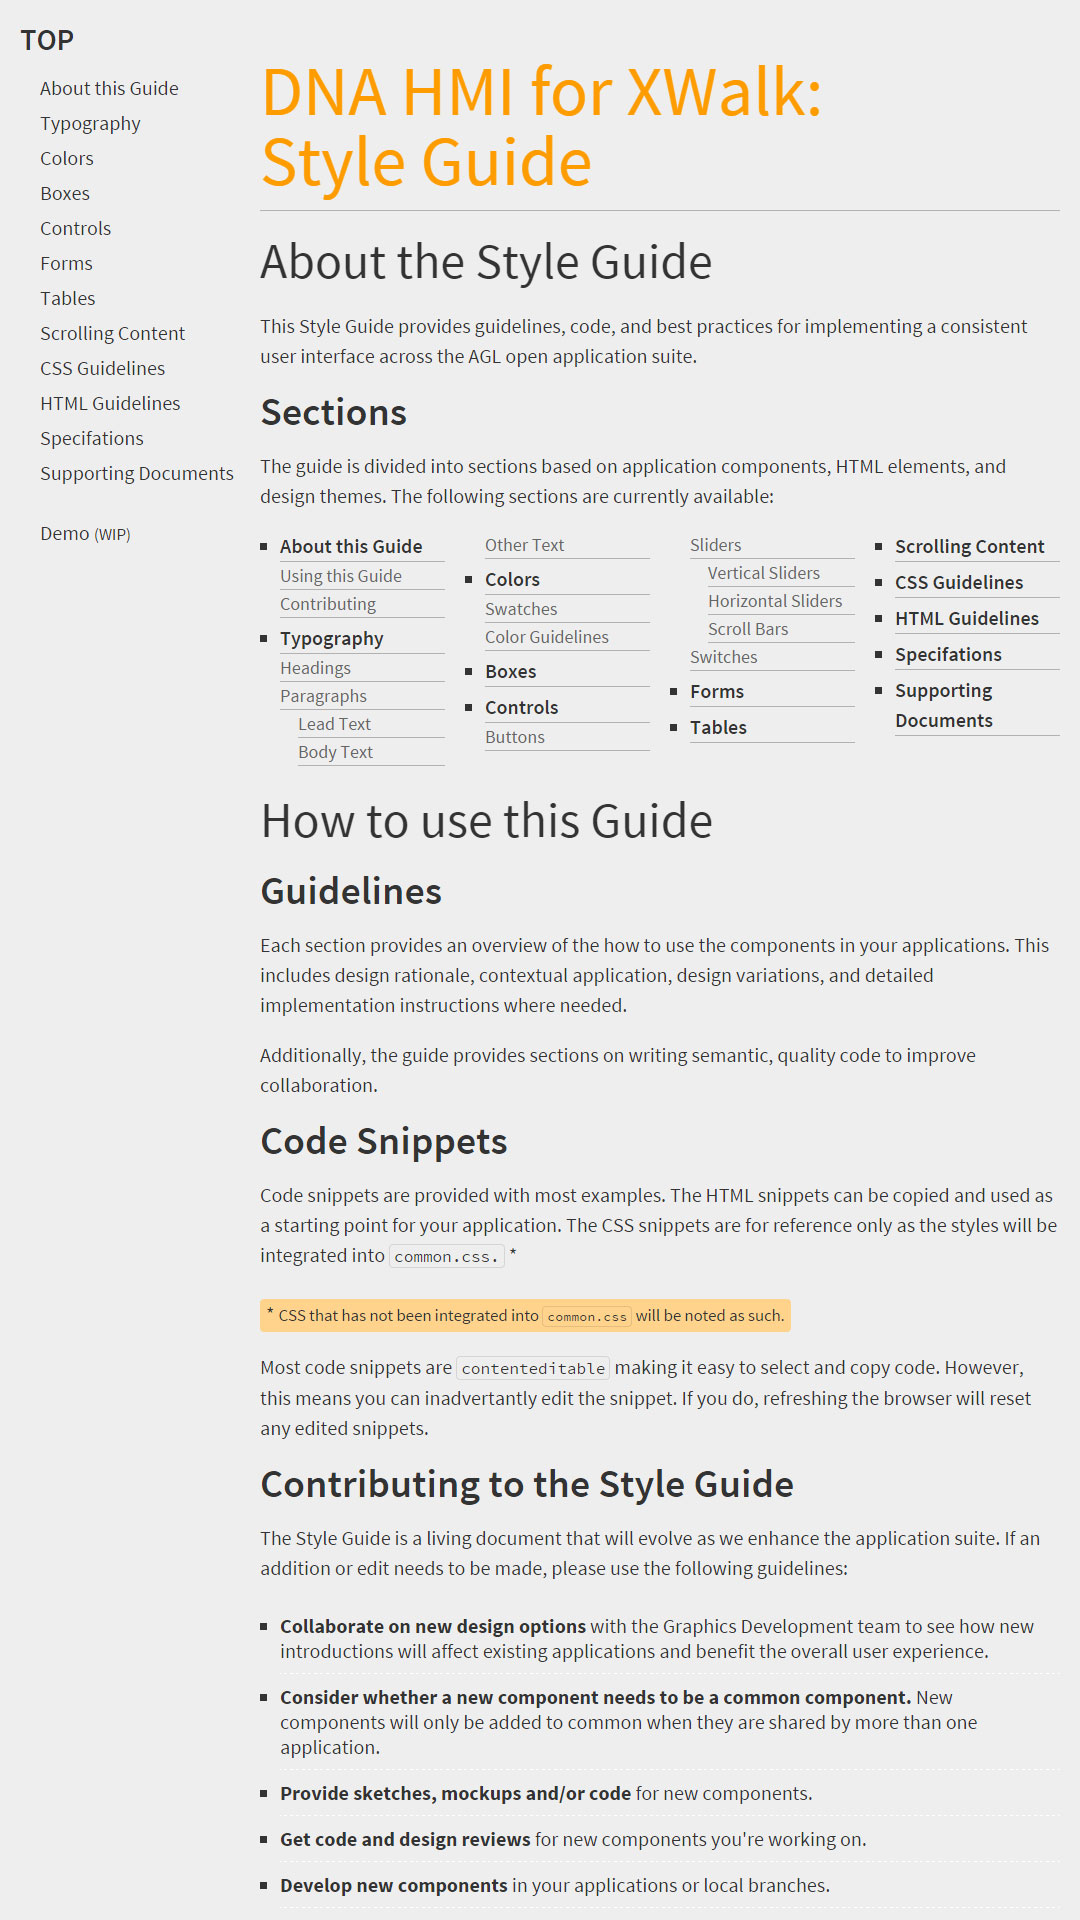 TOP
About this Guide
Typography
Colors
Boxes
Controls
Forms
Tables
Scrolling Content
CSS Guidelines
HTML Guidelines
Specifations
Supporting Documents
Demo (WIP)
DNA HMI for XWalk:
Style Guide
About the Style Guide
This Style Guide provides guidelines, code, and best practices for implementing a consistent
user interface across the AGL open application suite.
Sections
The guide is divided into sections based on application components, HTML elements, and
design themes. The following sections are currently available:
About this Guide
Using this Guide
Contributing
Typography
Headings
Paragraphs
Lead Text
Body Text
Other Text
Colors
Swatches
Color Guidelines
Boxes
Controls
Buttons
Sliders
Vertical Sliders
Horizontal Sliders
Scroll Bars
Switches
Forms
Tables
Scrolling Content
CSS Guidelines
HTML Guidelines
Specifations
Supporting
Documents
How to use this Guide
Guidelines
Each section provides an overview of the how to use the components in your applications. This
includes design rationale, contextual application, design variations, and detailed
implementation instructions where needed.
Additionally, the guide provides sections on writing semantic, quality code to improve
collaboration.
Code Snippets
Code snippets are provided with most examples. The HTML snippets can be copied and used as
a starting point for your application. The CSS snippets are for reference only as the styles will be
integrated into common.css. *
* CSS that has not been integrated into common.css will be noted as such.
Most code snippets are contenteditable making it easy to select and copy code. However,
this means you can inadvertantly edit the snippet. If you do, refreshing the browser will reset
any edited snippets.
Contributing to the Style Guide
The Style Guide is a living document that will evolve as we enhance the application suite. If an
addition or edit needs to be made, please use the following guidelines:
Collaborate on new design options with the Graphics Development team to see how new
introductions will affect existing applications and benefit the overall user experience.
Consider whether a new component needs to be a common component. New
components will only be added to common when they are shared by more than one
application.
Provide sketches, mockups and/or code for new components.
Get code and design reviews for new components you're working on.
Develop new components in your applications or local branches.